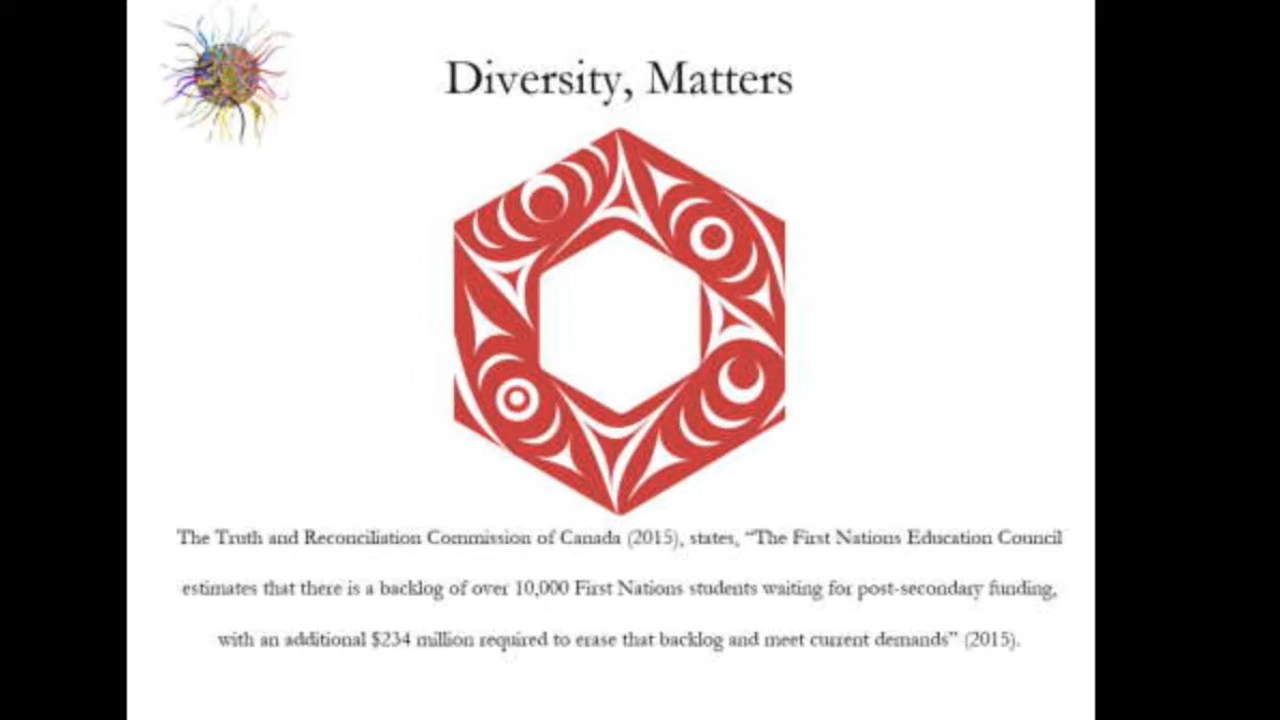 Diversity, Matters
The Truth and Reconciliation Commission of Canada (2015), states, “The First Nations Education Council
estimates that there is a backlog of over 10,000 First Nations students waiting for post-secondary funding,
with an additional $234 million required to erase that backlog and meet current demands” (2015).